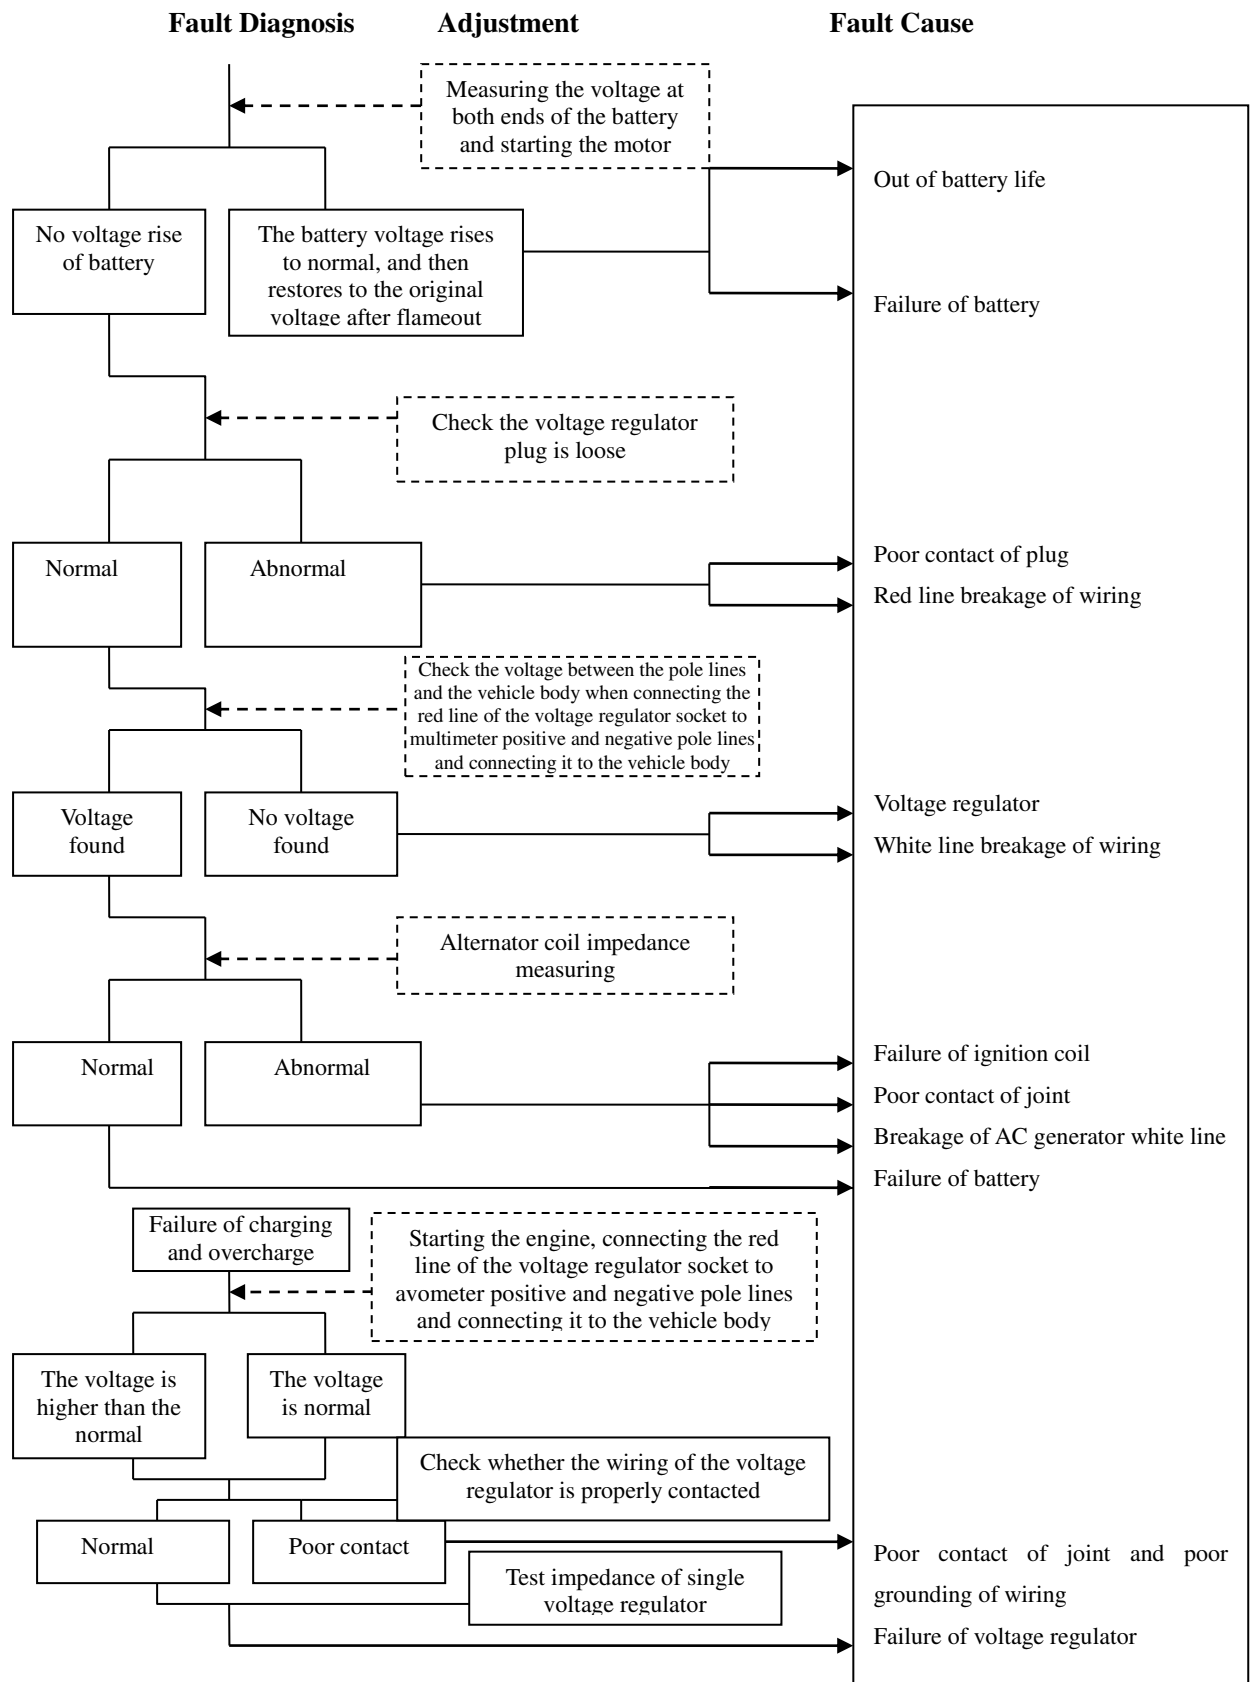 Fault Diagnosis Adjustment Fault Cause
Measuring the voltage at
both ends of the battery
and starting the motor
Out of battery life
No voltage rise
of battery
The battery voltage rises
to normal, and then
restores to the original
voltage after flameout
Failure of battery
Check the voltage regulator
plug is loose
Normal
Abnormal
Poor contact of plug
Red line breakage of wiring
Check the voltage between the pole lines
and the vehicle body when connecting the
red line of the voltage regulator socket to
multimeter positive and negative pole lines
and connecting it to the vehicle body
Voltage
found
No voltage
found
Voltage regulator
White line breakage of wiring
Alternator coil impedance
measuring
Normal
Abnormal
Failure of ignition coil
Poor contact of joint
Breakage of AC generator white line
Failure of battery
Failure of charging
and overcharge
Starting the engine, connecting the red
line of the voltage regulator socket to
avometer positive and negative pole lines
and connecting it to the vehicle body
The voltage is
higher than the
normal
The voltage
is normal
Check whether the wiring of the voltage
regulator is properly contacted
Normal
Poor contact
Poor contact of joint and poor
grounding of wiring
Test impedance of single
voltage regulator
Failure of voltage regulator